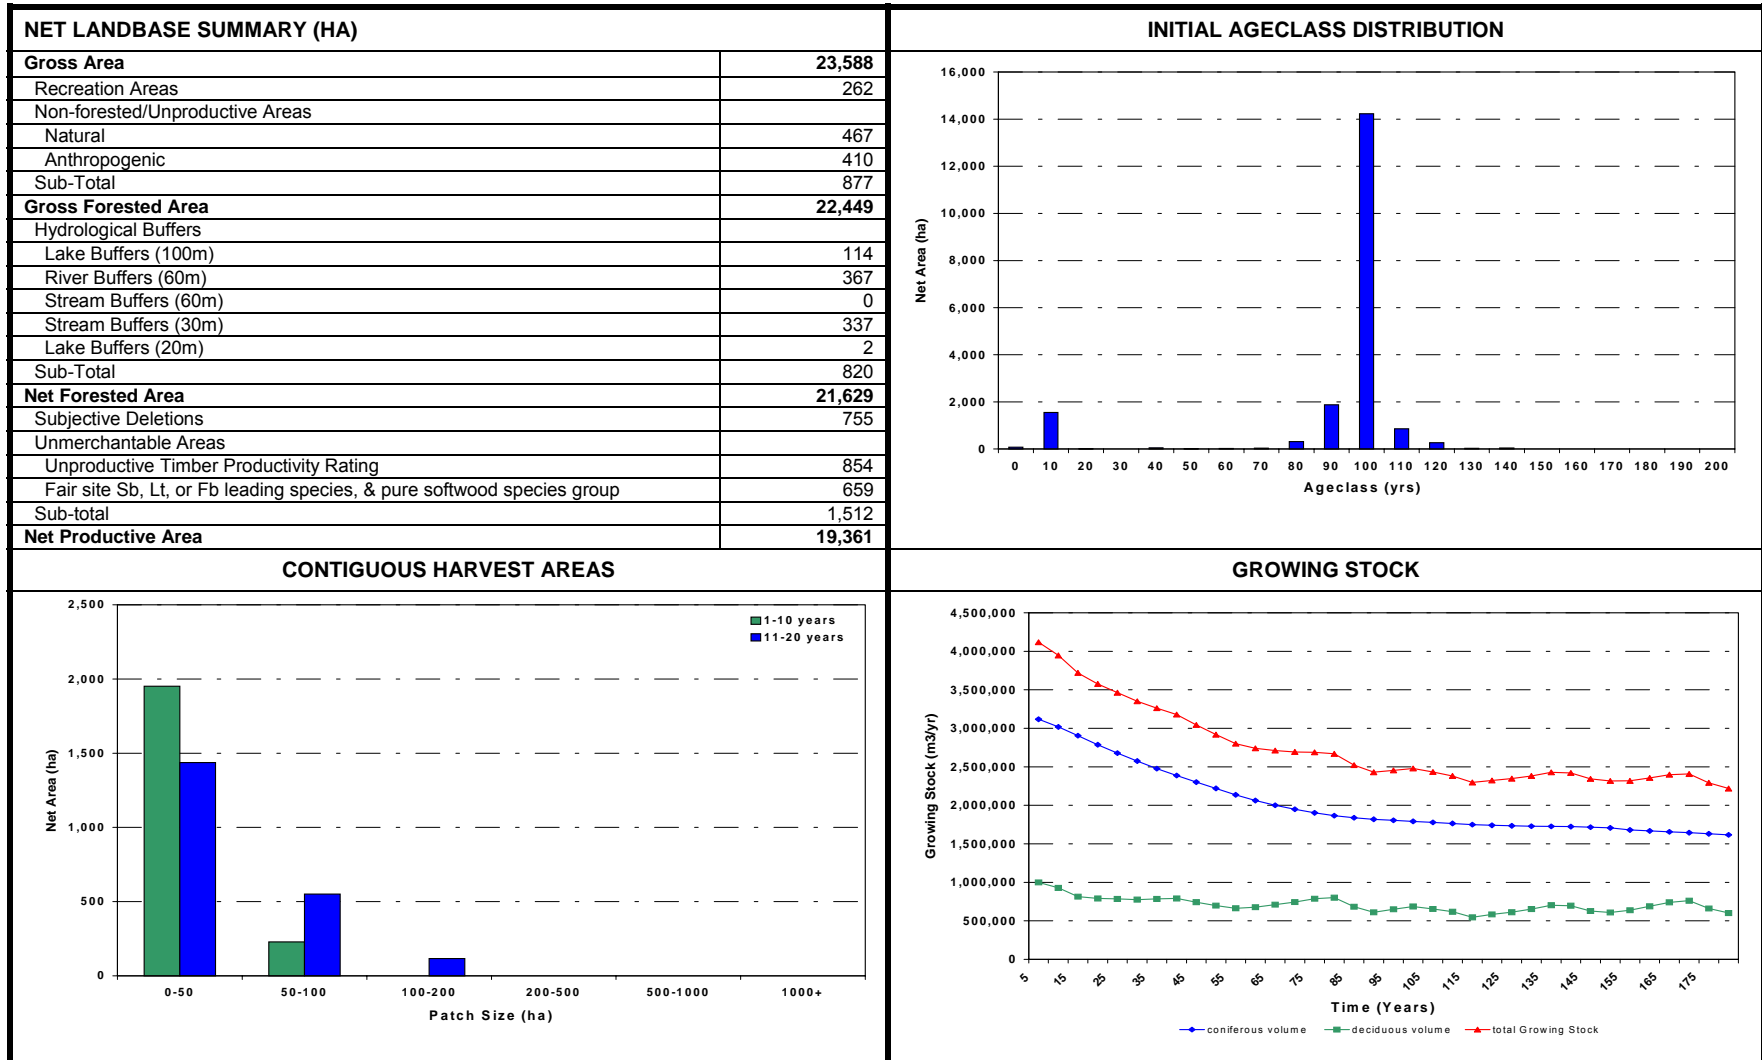 NET LANDBASE SUMMARY (HA)
Gross Area 23,588
Recreation Areas 262
Non-forested/Unproductive Areas
Natural 467
Anthropogenic 410
Sub-Total 877
Gross Forested Area 22,449
Hydrological Buffers
Lake Buffers (100m) 114
River Buffers (60m) 367
Stream Buffers (60m) 0
Stream Buffers (30m) 337
Lake Buffers (20m) 2
Sub-Total 820
Net Forested Area 21,629
Subjective Deletions 755
Unmerchantable Areas
Unproductive Timber Productivity Rating 854
Fair site Sb, Lt, or Fb leading species, & pure softwood species group 659
Sub-total 1,512
Net Productive Area 19,361
INITIAL AGECLASS DISTRIBUTION
16,000
14,000
12,000
10,000
8,000
6,000
4,000
2,000
0
Net Area (ha)
0 10 20 30 40 50 60 70 80 90 100 110 120 130 140 150 160 170 180 190 200
Ageclass (yrs)
CONTIGUOUS HARVEST AREAS
2,500
2,000
1,500
1,000
500
0
Net Area (ha)
1-10 years
11-20 years
0-50 50-100 100-200 200-500 500-1000 1000+
Patch Size (ha)
GROWING STOCK
4,500,000
4,000,000
3,500,000
3,000,000
2,500,000
2,000,000
1,500,000
1,000,000
500,000
0
Growing Stock (m3/yr)
5 15 25 35 45 55 65 75 85 95 105 115 125 135 145 155 165 175
Time (Years)
coniferous volume deciduous volume total Growing Stock